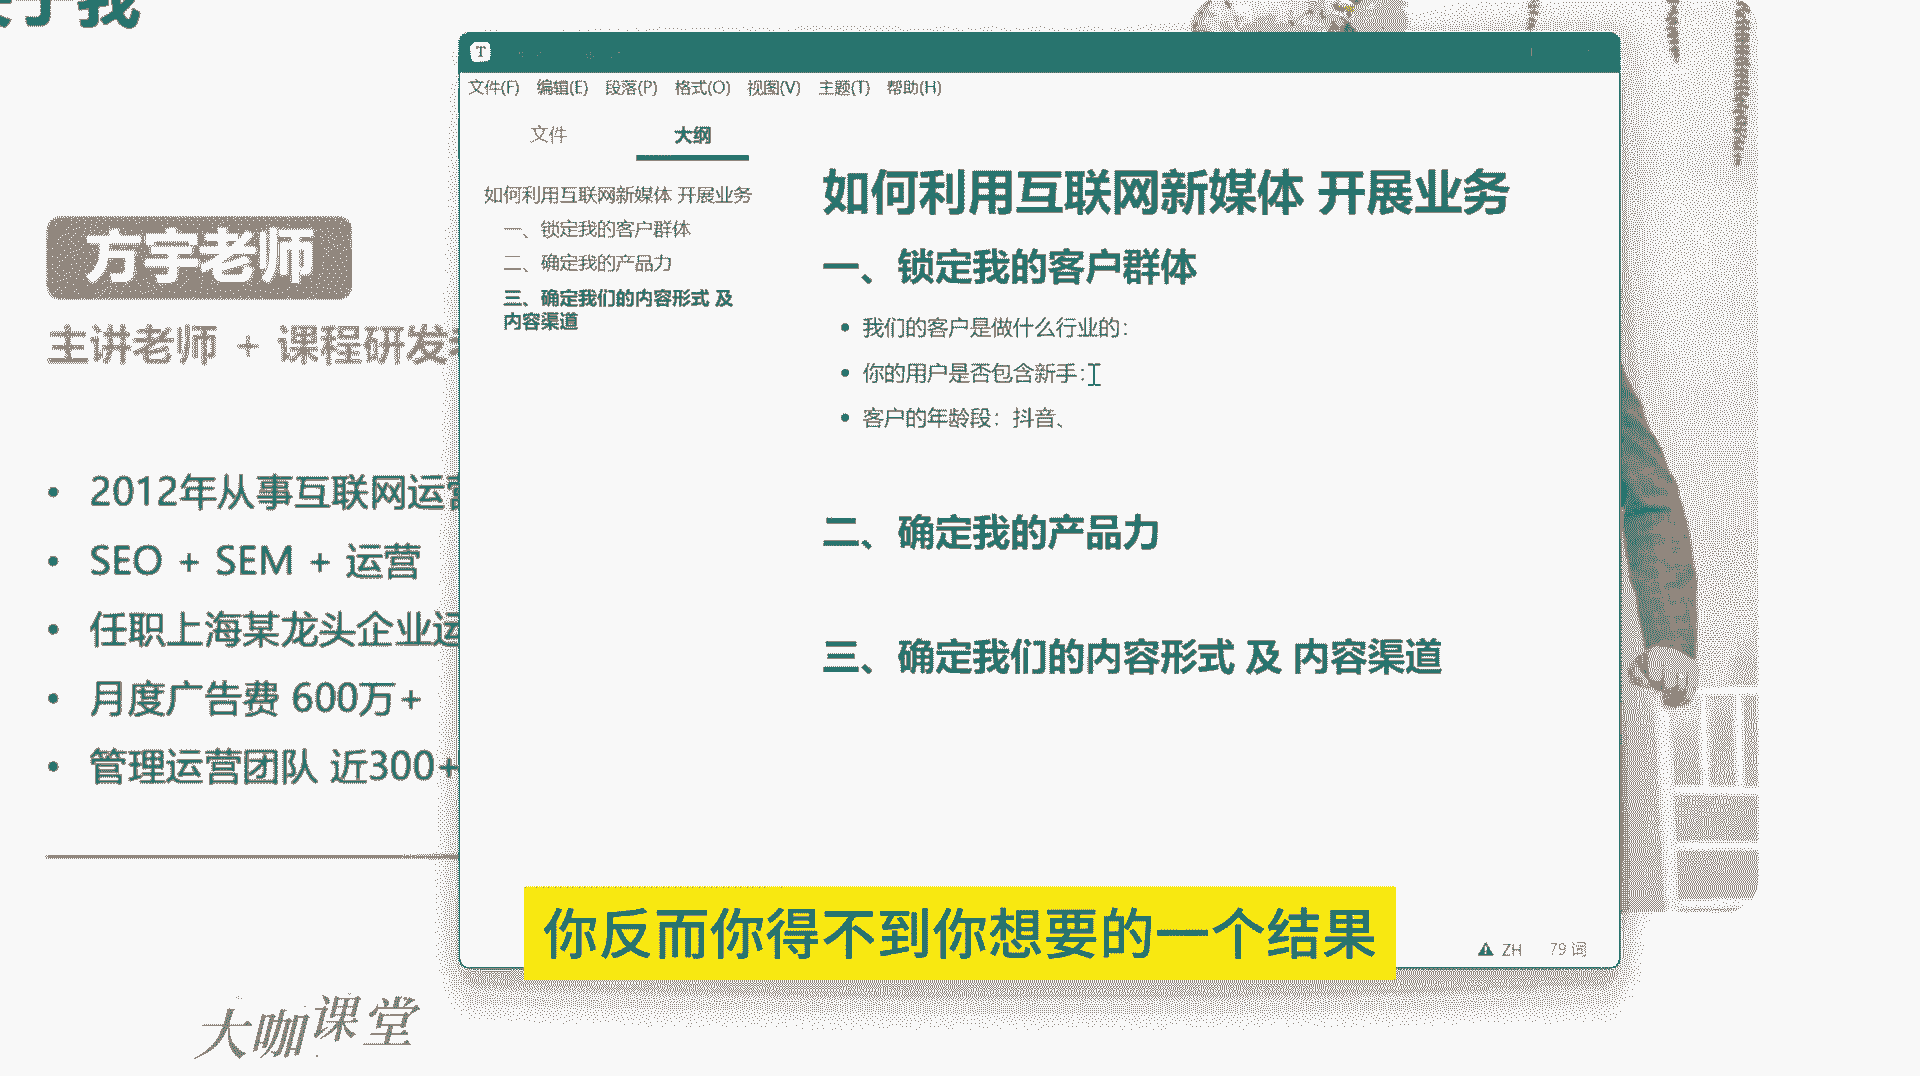 方宇老师
主讲老师 + 课程研发
2012年从事互联网运营
SEO + SEM + 运营
任职上海某龙头企业运
月度广告费 600万+
管理运营团队 近300+
大咖课堂
T
文件(F) 编辑(E) 段落(P) 格式(O) 视图(V) 主题(T) 帮助(H)
文件 大纲
如何利用互联网新媒体 开展业务
一、锁定我的客户群体
二、确定我的产品力
三、确定我们的内容形式 及
内容渠道
如何利用互联网新媒体 开展业务
一、锁定我的客户群体
我们的客户是做什么行业的：
你的用户是否包含新手：
客户的年龄段：抖音、
二、确定我的产品力
三、确定我们的内容形式 及 内容渠道
ZH 79 词
你反而你得不到你想要的一个结果